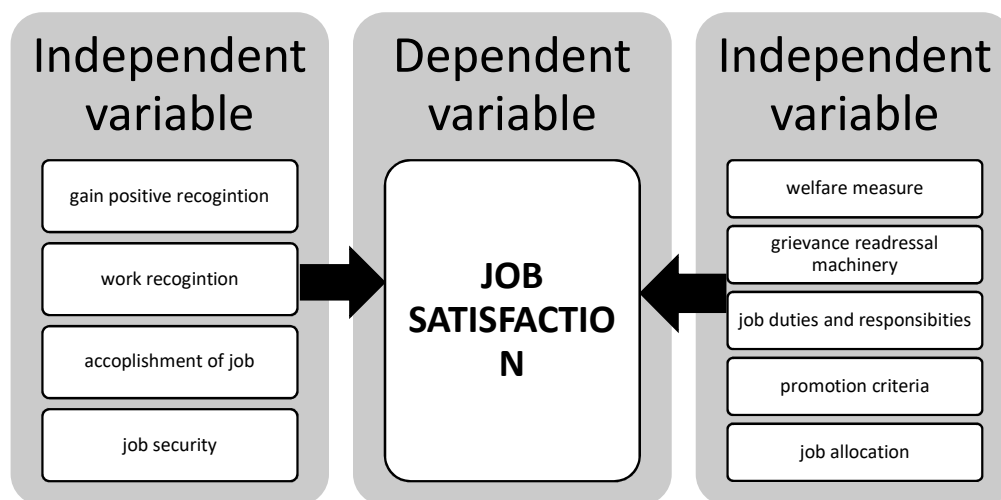 Independent
variable
gain positive recogintion
work recogintion
accoplishment of job
job security
Dependent
variable
JOB
SATISFACTIO
N
Independent
variable
welfare measure
grievance readressal
machinery
job duties and responsibities
promotion criteria
job allocation